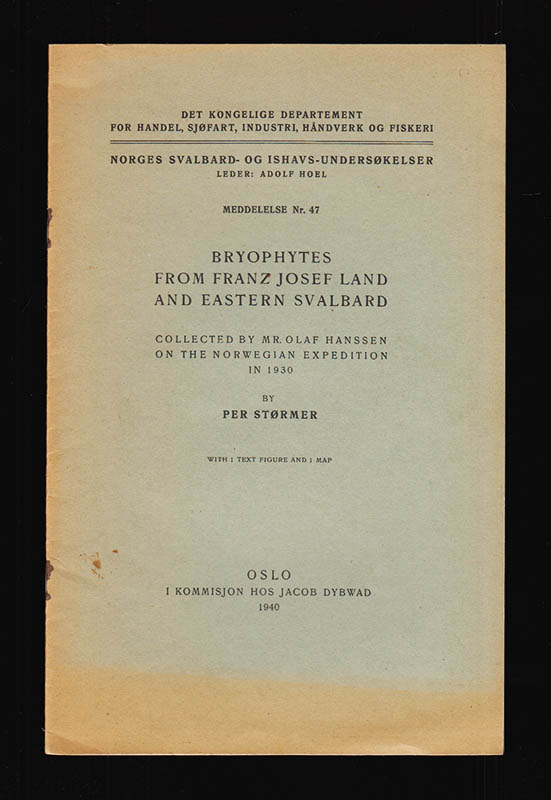 DET KONGELIGE DEPARTEMENT
FOR HANDEL, SJØFART, INDUSTRI, HÅNDVERK OG FISKERI
NORGES SVALBARD- OG ISHAVS-UNDERSØKELSER
LEDER: ADOLF HOEL
MEDDELELSE Nr. 47
BRYOPHYTES
FROM FRANZ JOSEF LAND
AND EASTERN SVALBARD
COLLECTED BY MR. OLAF HANSSEN
ON THE NORWEGIAN EXPEDITION
IN 1930
BY
PER STØRMER
WITH 1 TEXT FIGURE AND 1 MAP
OSLO
I KOMMISJON HOS JACOB DYBWAD
1940